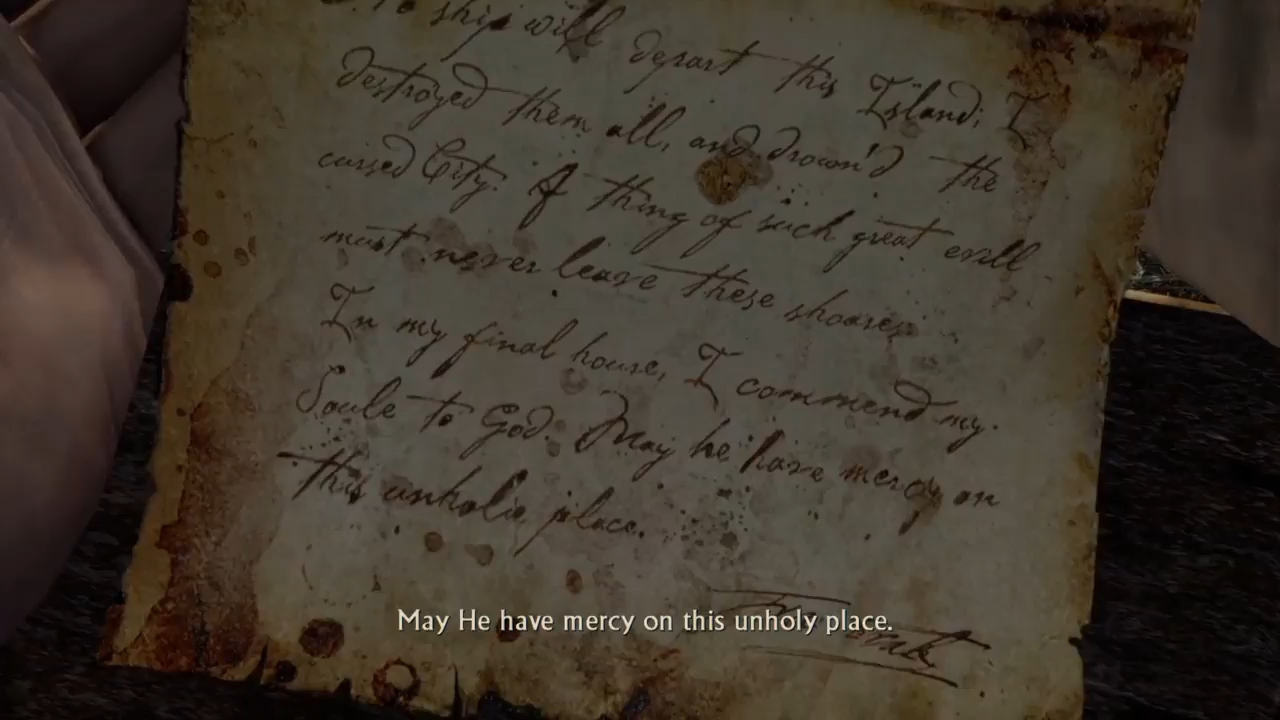 No ship will depart this Island; I
destroyed them all, and drown'd the
cursed City. A thing of such great evill
must never leave these shoares
In my final houre, I commend my
Soule to God. May he have mercy on
this unholie place.
May He have mercy on this unholy place.